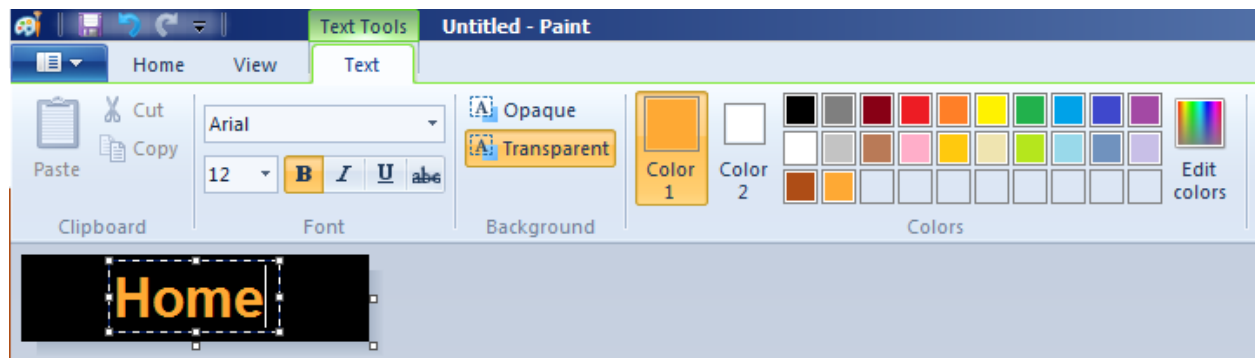 Text Tools Untitled - Paint
Home View Text
Cut
Copy
Paste
Clipboard
Arial
12 B I U abc
Font
Opaque
Transparent
Background
Color 1
Color 2
Edit colors
Colors
Home